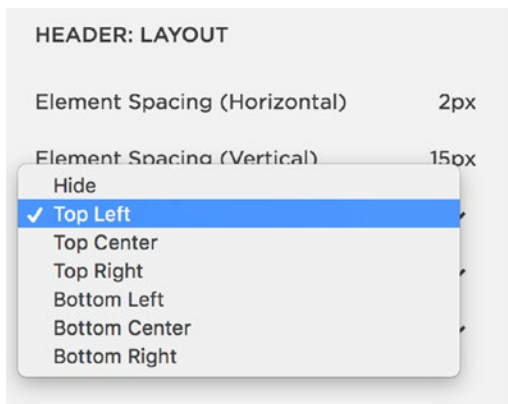 HEADER: LAYOUT
Element Spacing (Horizontal) 2px
Element Spacing (Vertical) 15px
Hide
✓ Top Left
Top Center
Top Right
Bottom Left
Bottom Center
Bottom Right